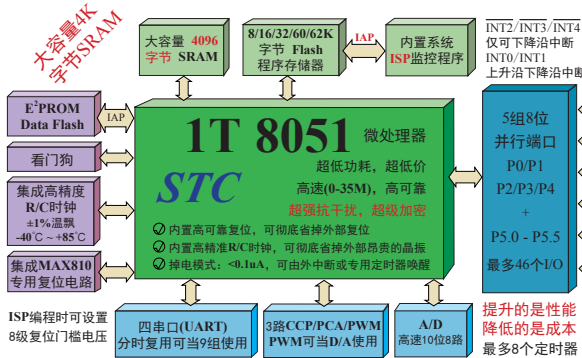 大容量4K
字节SRAM
大容量 4096
字节 SRAM
8/16/32/60/62K
字节 Flash
程序存储器
IAP
内置系统
ISP监控程序
INT2/INT3/INT4
仅可下降沿中断
INT0/INT1
上升沿下降沿中断
E²PROM
Data Flash
IAP
看门狗
集成高精度
R/C时钟
±1%温飘
-40℃～+85℃
集成MAX810
专用复位电路
1T 8051 微处理器
STC
超低功耗，超低价
高速(0-35M)，高可靠
超强抗干扰，超级加密
内置高可靠复位，可彻底省掉外部复位
内置高精准R/C时钟，可彻底省掉外部昂贵的晶振
掉电模式：<0.1uA，可由外中断或专用定时器唤醒
5组8位
并行端口
P0/P1
P2/P3/P4
+
P5.0 - P5.5
最多46个I/O
ISP编程时可设置
8级复位门槛电压
四串口(UART)
分时复用可当9组使用
3路CCP/PCA/PWM
PWM可当D/A使用
A/D
高速10位8路
提升的是性能
降低的是成本
最多8个定时器